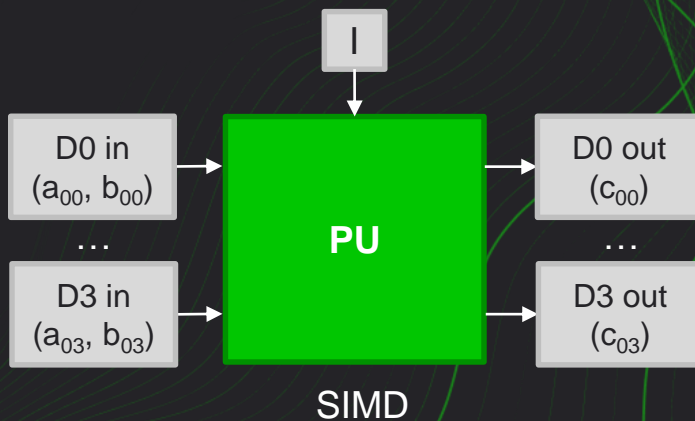 I
D0 in
(a₀₀, b₀₀)
...
D3 in
(a₀₃, b₀₃)
PU
D0 out
(c₀₀)
...
D3 out
(c₀₃)
SIMD